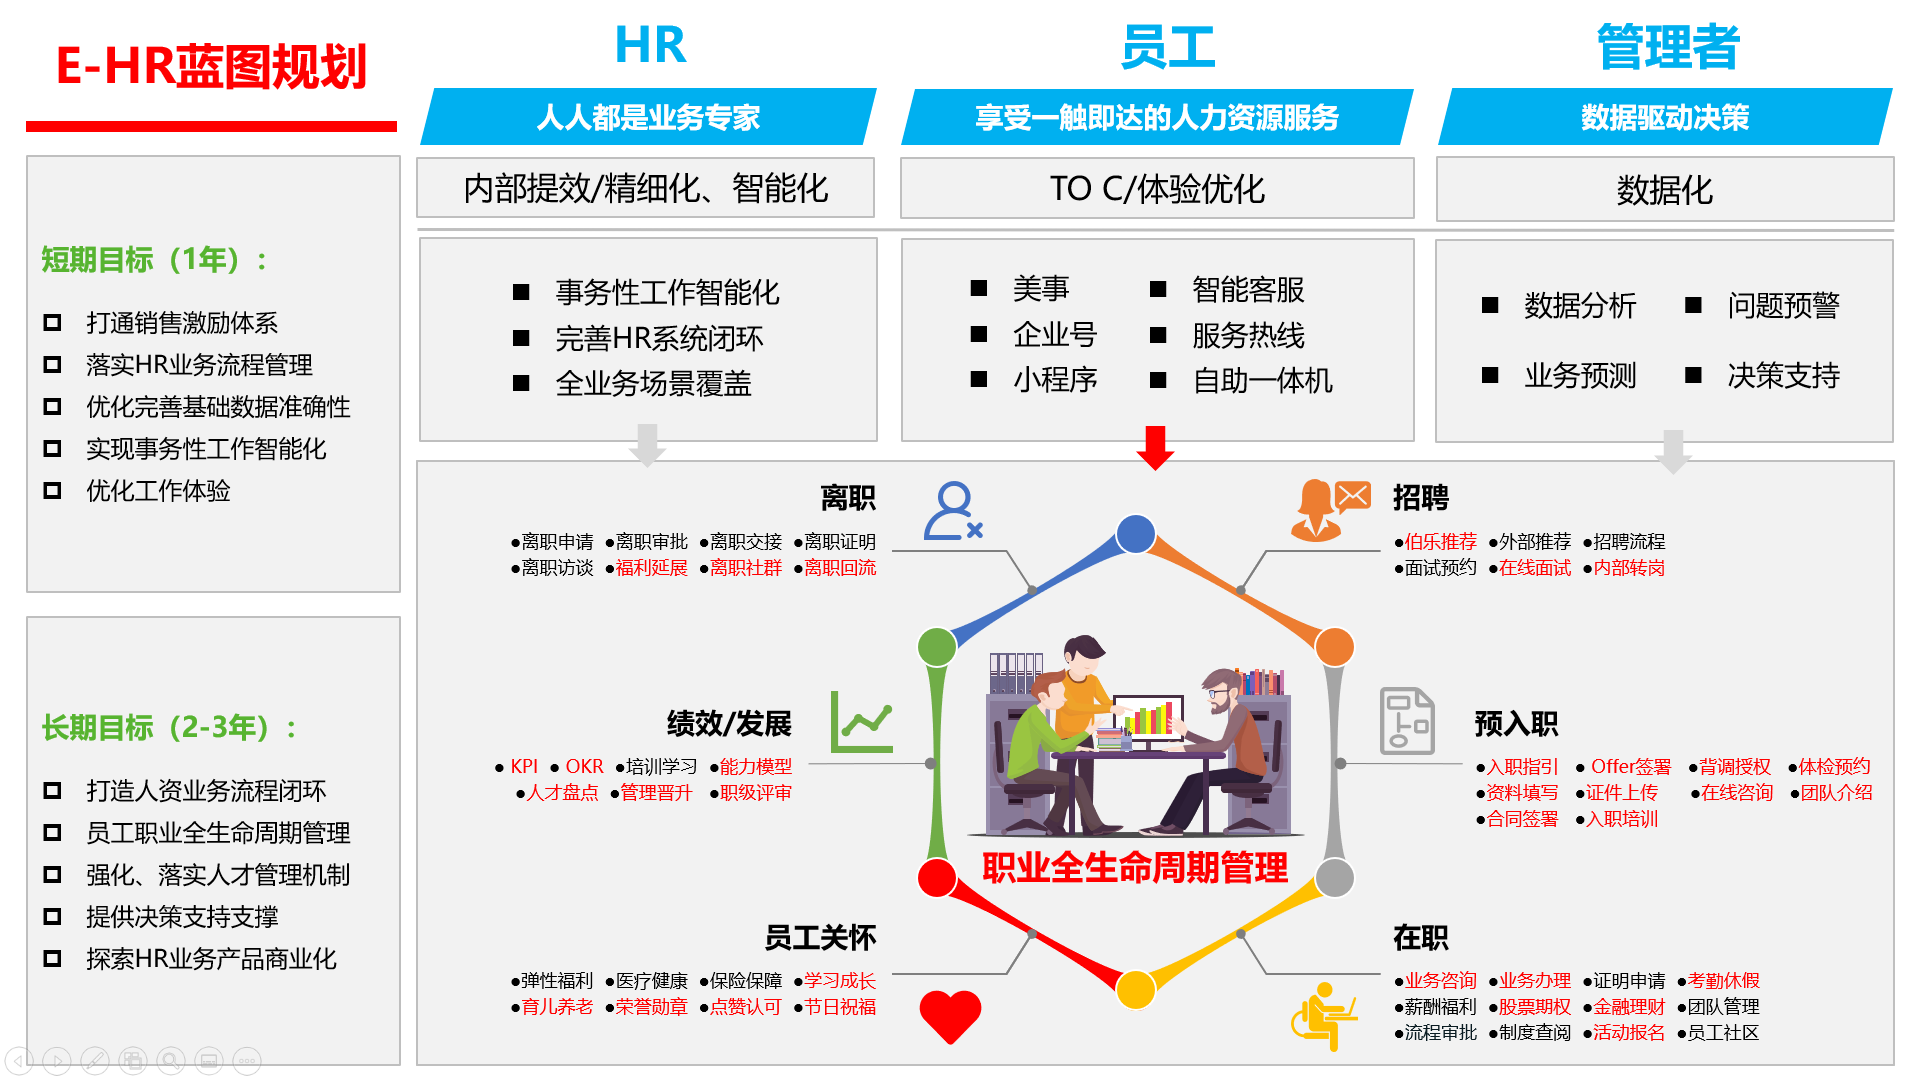 E-HR蓝图规划
HR
员工
管理者
人人都是业务专家
享受一触即达的人力资源服务
数据驱动决策
内部提效/精细化、智能化
TO C/体验优化
数据化
短期目标（1年）：
打通销售激励体系
落实HR业务流程管理
优化完善基础数据准确性
实现事务性工作智能化
优化工作体验
长期目标（2-3年）：
打造人资业务流程闭环
员工职业全生命周期管理
强化、落实人才管理机制
提供决策支持支撑
探索HR业务产品商业化
■ 事务性工作智能化
■ 完善HR系统闭环
■ 全业务场景覆盖
■ 美事 ■ 智能客服
■ 企业号 ■ 服务热线
■ 小程序 ■ 自助一体机
■ 数据分析 ■ 问题预警
■ 业务预测 ■ 决策支持
离职
●离职申请 ●离职审批 ●离职交接 ●离职证明
●离职访谈 ●福利延展 ●离职社群 ●离职回流
招聘
●伯乐推荐 ●外部推荐 ●招聘流程
●面试预约 ●在线面试 ●内部转岗
绩效/发展
● KPI ● OKR ●培训学习 ●能力模型
●人才盘点 ●管理晋升 ●职级评审
预入职
●入职指引 ● Offer签署 ●背调授权 ●体检预约
●资料填写 ●证件上传 ●在线咨询 ●团队介绍
●合同签署 ●入职培训
职业全生命周期管理
员工关怀
●弹性福利 ●医疗健康 ●保险保障 ●学习成长
●育儿养老 ●荣誉勋章 ●点赞认可 ●节日祝福
在职
●业务咨询 ●业务办理 ●证明申请 ●考勤休假
●薪酬福利 ●股票期权 ●金融理财 ●团队管理
●流程审批 ●制度查阅 ●活动报名 ●员工社区